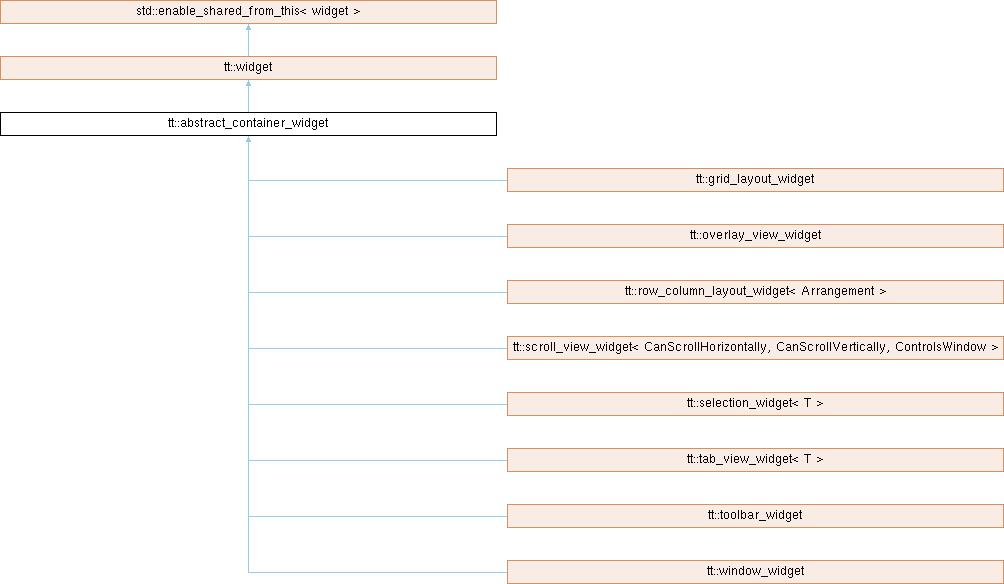 std::enable_shared_from_this< widget >
tt::widget
tt::abstract_container_widget
tt::grid_layout_widget
tt::overlay_view_widget
tt::row_column_layout_widget< Arrangement >
tt::scroll_view_widget< CanScrollHorizontally, CanScrollVertically, ControlsWindow >
tt::selection_widget< T >
tt::tab_view_widget< T >
tt::toolbar_widget
tt::window_widget